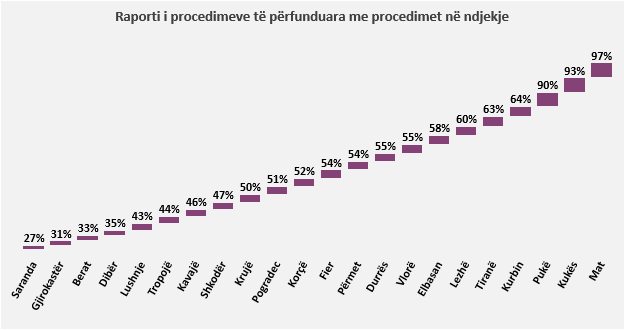 Raporti i procedimeve të përfunduara me procedimet në ndjekje
27%
31%
33%
35%
43%
44%
46%
47%
50%
51%
52%
54%
54%
55%
55%
58%
60%
63%
64%
90%
93%
97%
Saranda
Gjirokastër
Berat
Dibër
Lushnje
Tropojë
Kavajë
Shkodër
Krujë
Pogradec
Korçë
Fier
Përmet
Durrës
Vlorë
Elbasan
Lezhë
Tiranë
Kurbin
Pukë
Kukës
Mat